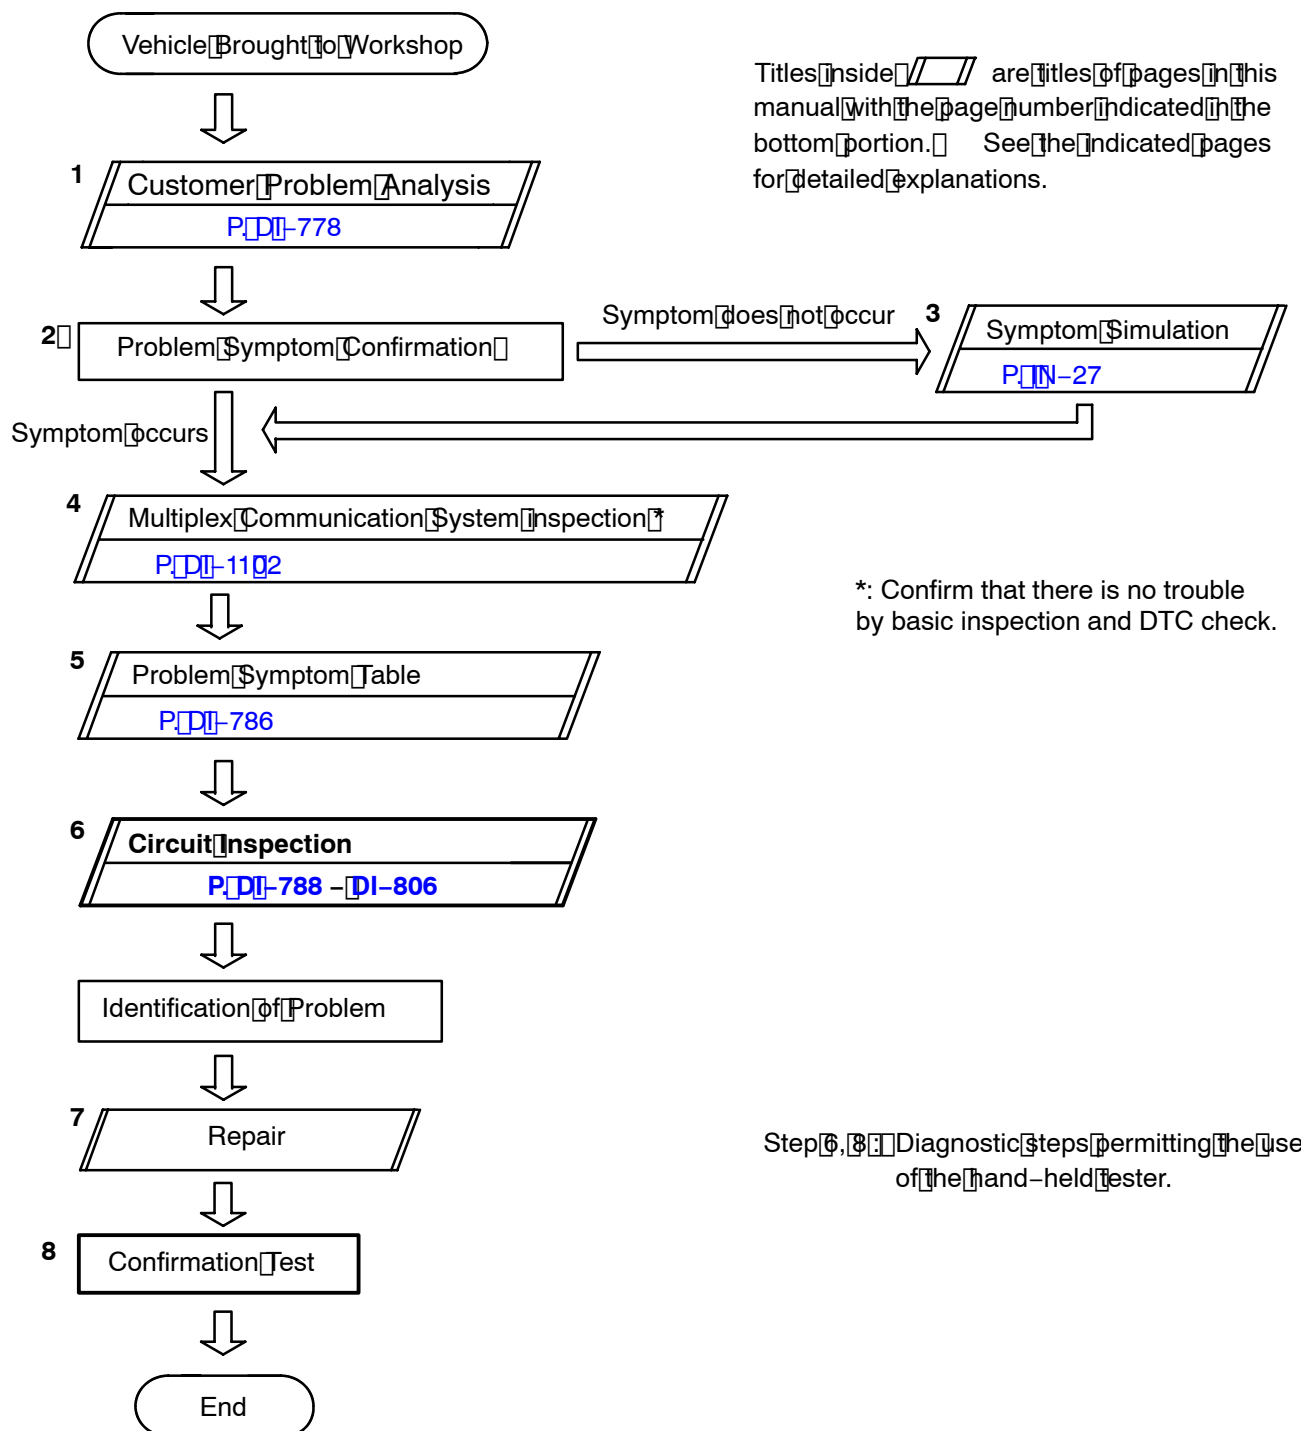 Vehicle Brought to Workshop
Titles inside are titles of pages in this
manual with the page number indicated in the
bottom portion. See the indicated pages
for detailed explanations.
1
Customer Problem Analysis
P. DI–778
2
Problem Symptom Confirmation
Symptom does not occur
3
Symptom Simulation
P. IN–27
Symptom occurs
4
Multiplex Communication System inspection *
P. DI–1102
*: Confirm that there is no trouble
by basic inspection and DTC check.
5
Problem Symptom Table
P. DI–786
6
Circuit Inspection
P. DI–788 – DI–806
Identification of Problem
7
Repair
Step 6, 8 : Diagnostic steps permitting the use
of the hand–held tester.
8
Confirmation Test
End